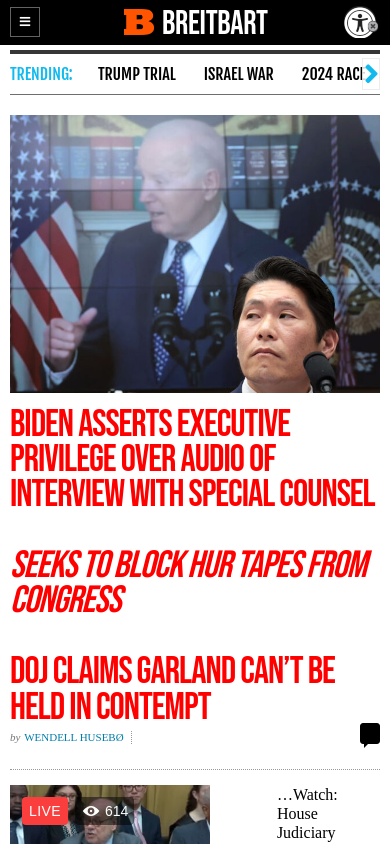 BREITBART
TRENDING:
TRUMP TRIAL
ISRAEL WAR
2024 RAC
BIDEN ASSERTS EXECUTIVE
PRIVILEGE OVER AUDIO OF
INTERVIEW WITH SPECIAL COUNSEL
SEEKS TO BLOCK HUR TAPES FROM
CONGRESS
DOJ CLAIMS GARLAND CAN’T BE
HELD IN CONTEMPT
by WENDELL HUSEBØ
LIVE
614
…Watch:
House
Judiciary